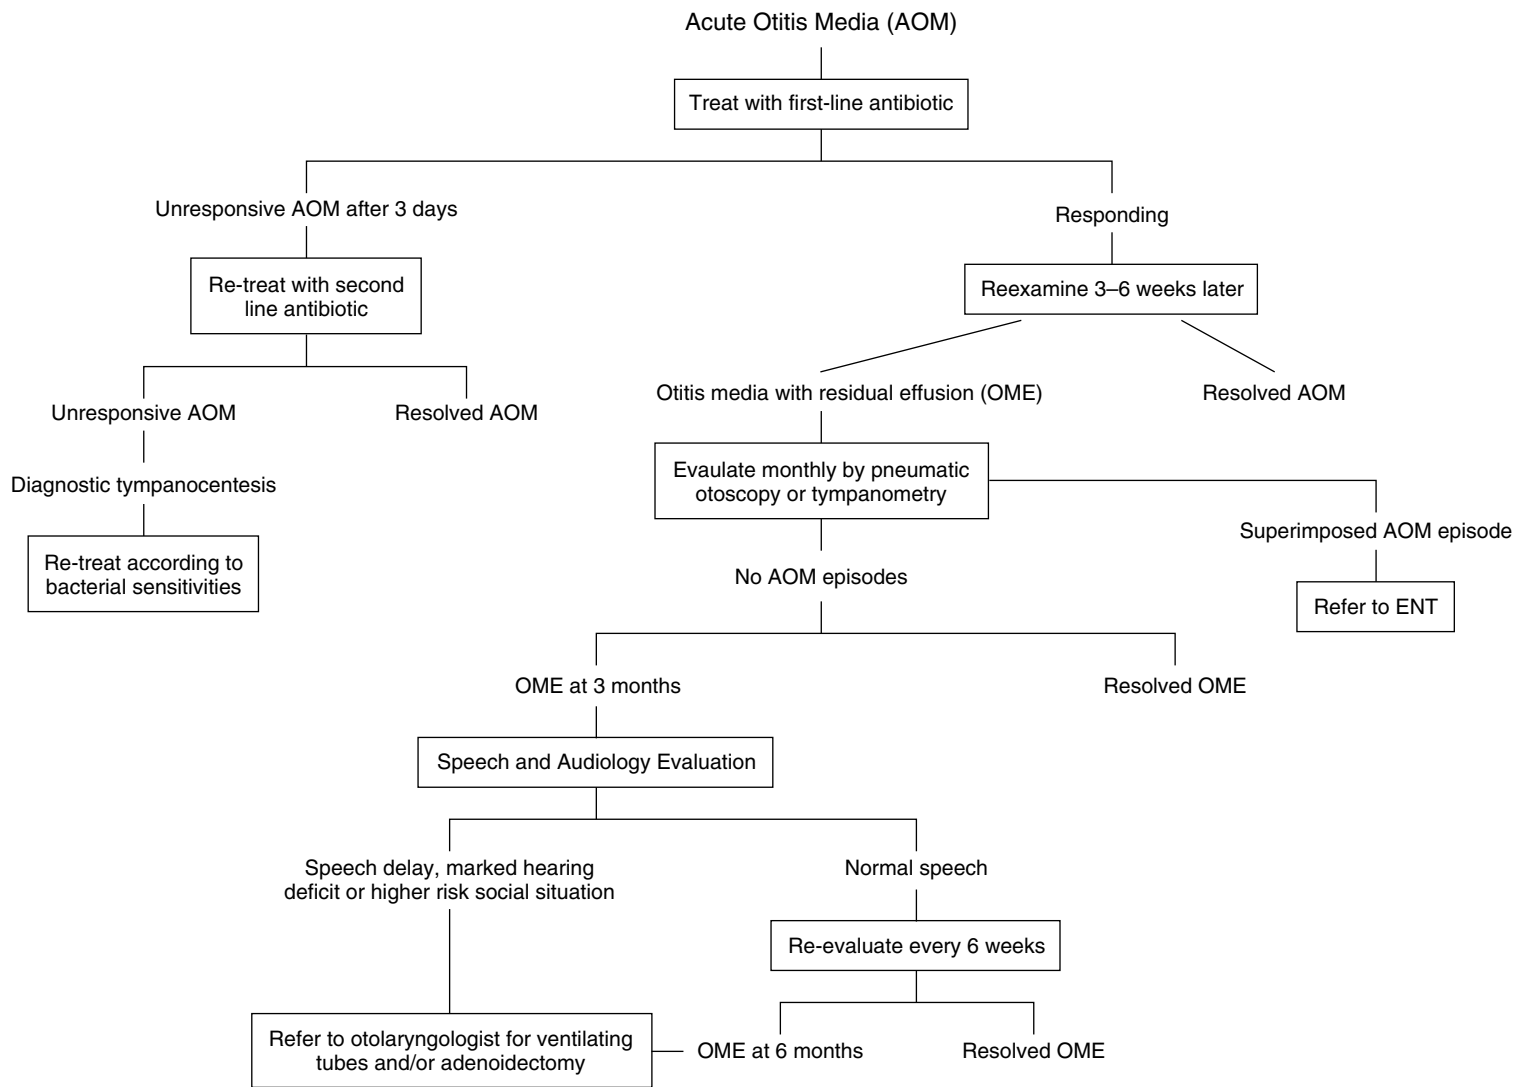 Acute Otitis Media (AOM)
Treat with first-line antibiotic
Unresponsive AOM after 3 days
Responding
Re-treat with second
line antibiotic
Reexamine 3–6 weeks later
Unresponsive AOM
Resolved AOM
Otitis media with residual effusion (OME)
Resolved AOM
Diagnostic tympanocentesis
Evaulate monthly by pneumatic
otoscopy or tympanometry
Superimposed AOM episode
Re-treat according to
bacterial sensitivities
No AOM episodes
Refer to ENT
OME at 3 months
Resolved OME
Speech and Audiology Evaluation
Speech delay, marked hearing
deficit or higher risk social situation
Normal speech
Re-evaluate every 6 weeks
Refer to otolaryngologist for ventilating
tubes and/or adenoidectomy
OME at 6 months
Resolved OME